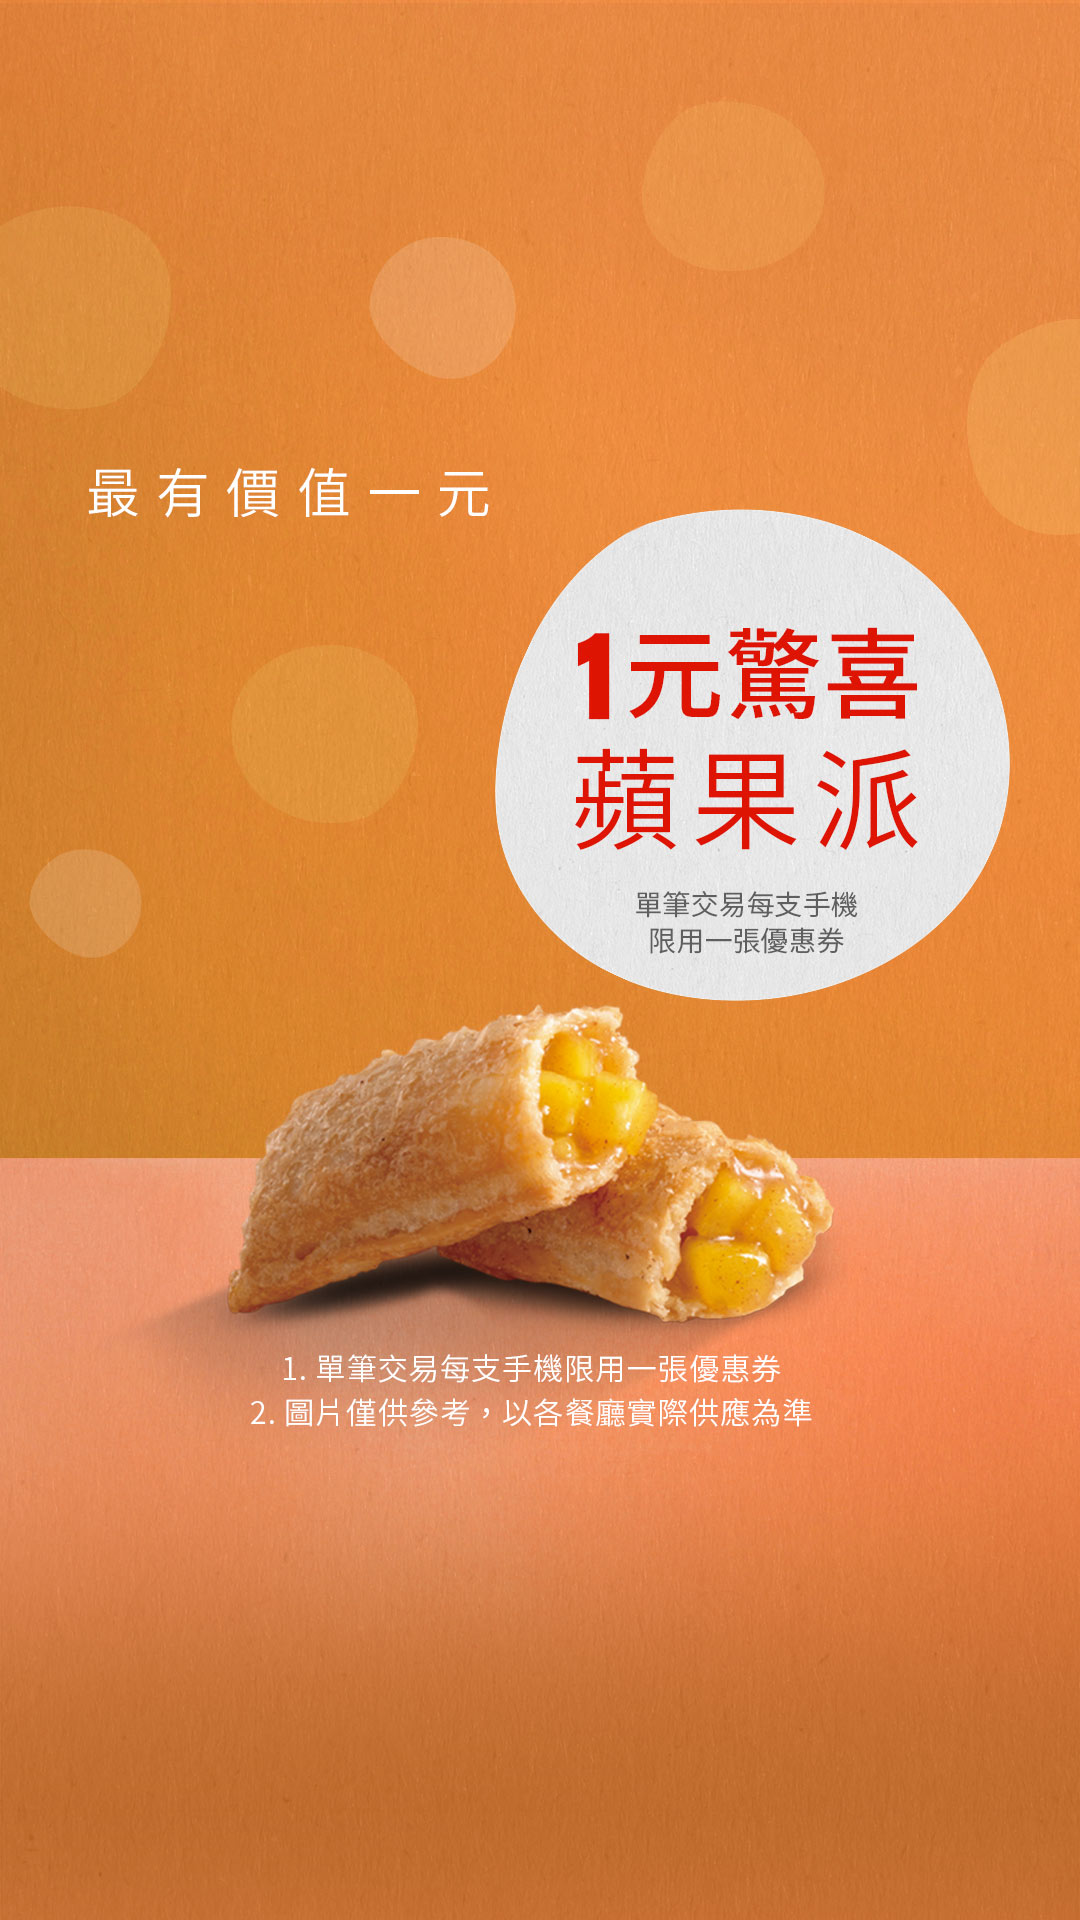 最有價值一元
1元驚喜
蘋果派
單筆交易每支手機
限用一張優惠券
1. 單筆交易每支手機限用一張優惠券
2. 圖片僅供參考，以各餐廳實際供應為準